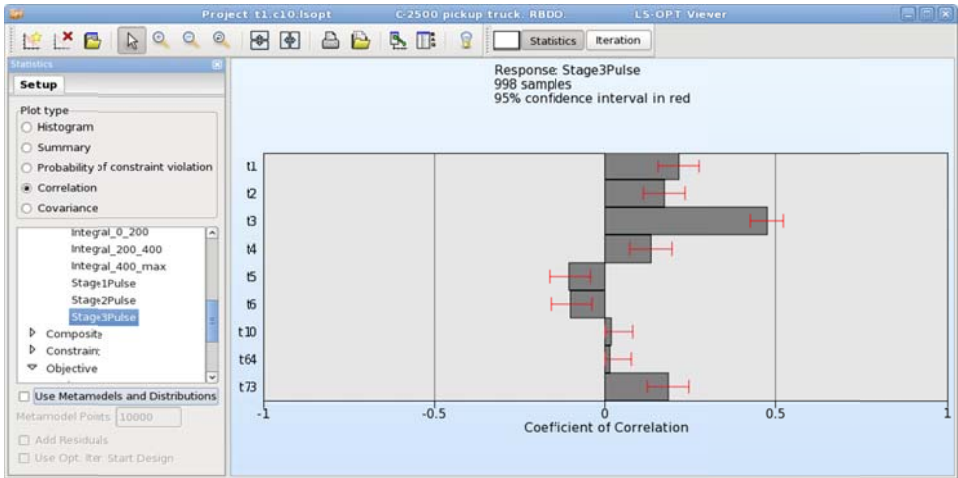 Project: t1.c10.lsopt C-2500 pickup truck. RBDO. LS-OPT Viewer
Statistics Iteration
Statistics
Setup
Plot type
Histogram
Summary
Probability of constraint violation
Correlation
Covariance
Integral_0_200
Integral_200_400
Integral_400_max
Stage1Pulse
Stage2Pulse
Stage3Pulse
Composite
Constraint
Objective
Use Metamodels and Distributions
Metamodel Points: 10000
Add Residuals
Use Opt. Iter. Start Design
Response: Stage3Pulse
998 samples
95% confidence interval in red
t1
t2
t3
t4
t5
t6
t10
t64
t73
-1 -0.5 0 0.5 1
Coefficient of Correlation